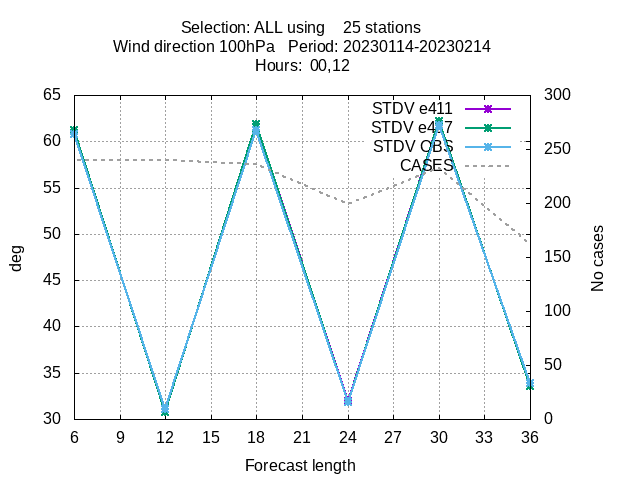 Selection: ALL using 25 stations
Wind direction 100hPa Period: 20230114-20230214
Hours: 00,12
STDV e411
STDV OBS
CASES
65
60
55
50
45
40
35
30
300
250
200
150
100
50
0
deg
No cases
6 9 12 15 18 21 24 27 30 33 36
Forecast length